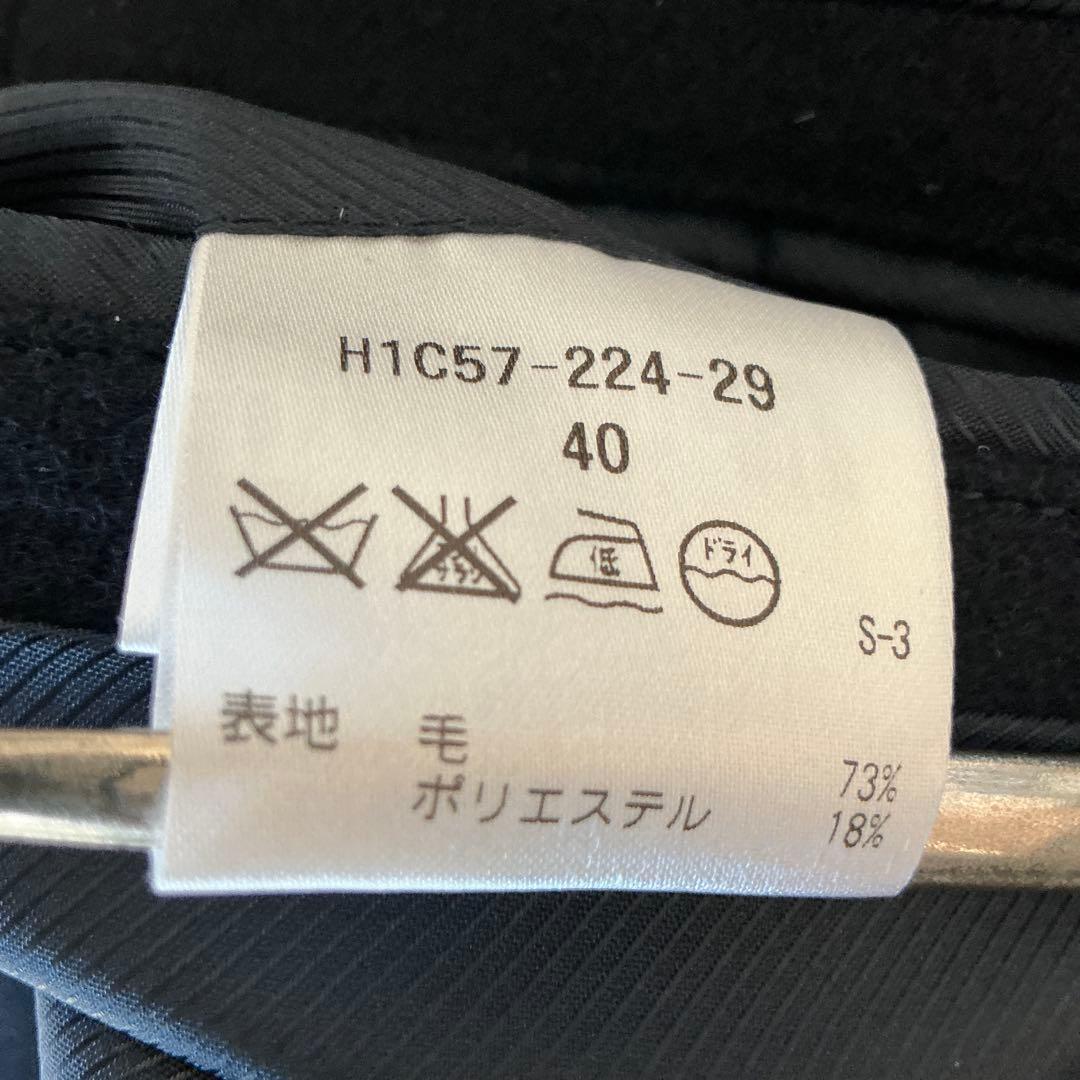 H1C57-224-29
40
低 ドライ
S-3
表地 毛 73%
ポリエステル 18%